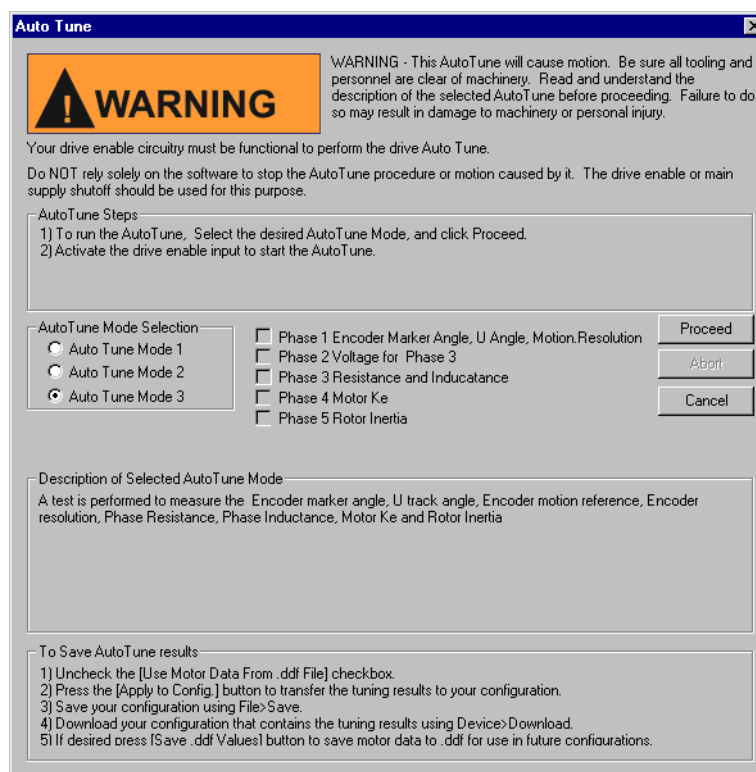 Auto Tune
WARNING
WARNING - This AutoTune will cause motion. Be sure all tooling and
personnel are clear of machinery. Read and understand the
description of the selected AutoTune before proceeding. Failure to do
so may result in damage to machinery or personal injury.
Your drive enable circuitry must be functional to perform the drive Auto Tune.
Do NOT rely solely on the software to stop the AutoTune procedure or motion caused by it. The drive enable or main
supply shutoff should be used for this purpose.
AutoTune Steps
1) To run the AutoTune, Select the desired AutoTune Mode, and click Proceed.
2) Activate the drive enable input to start the AutoTune.
AutoTune Mode Selection
Auto Tune Mode 1
Auto Tune Mode 2
Auto Tune Mode 3
Phase 1 Encoder Marker Angle, U Angle, Motion.Resolution
Phase 2 Voltage for Phase 3
Phase 3 Resistance and Inducatance
Phase 4 Motor Ke
Phase 5 Rotor Inertia
Proceed
Abort
Cancel
Description of Selected AutoTune Mode
A test is performed to measure the Encoder marker angle, U track angle, Encoder motion reference, Encoder
resolution, Phase Resistance, Phase Inductance, Motor Ke and Rotor Inertia
To Save AutoTune results
1) Uncheck the [Use Motor Data From .ddf File] checkbox.
2) Press the [Apply to Config.] button to transfer the tuning results to your configuration.
3) Save your configuration using File>Save.
4) Download your configuration that contains the tuning results using Device>Download.
5) If desired press [Save .ddf Values] button to save motor data to .ddf for use in future configurations.